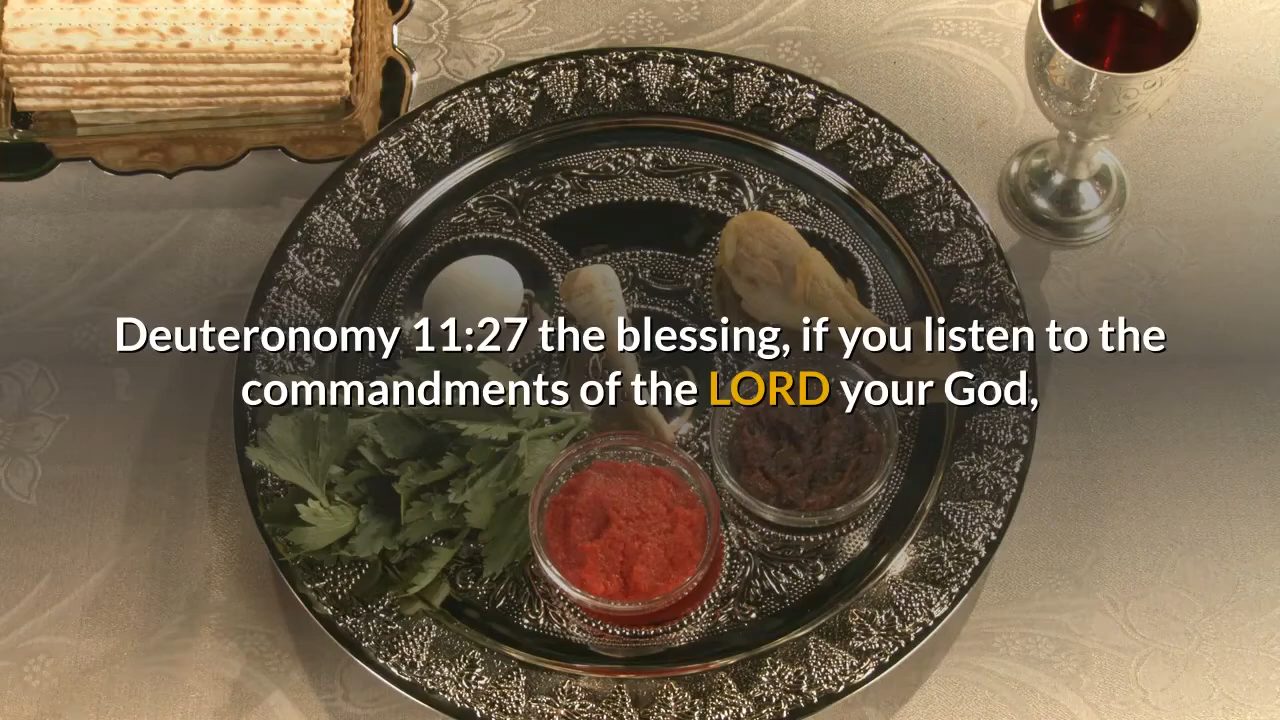 Deuteronomy 11:27 the blessing, if you listen to the
commandments of the LORD your God,